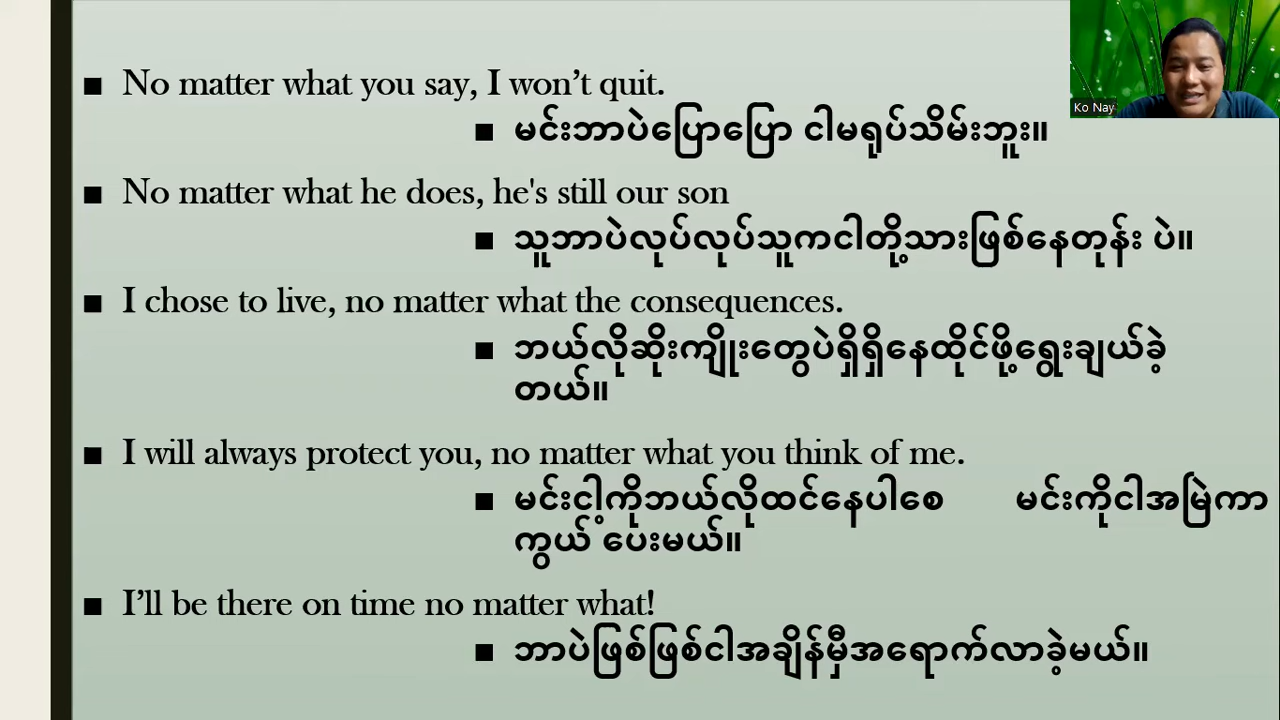 No matter what you say, I won’t quit.
မင်းဘာပဲပြောပြော ငါမရုပ်သိမ်းဘူး။
No matter what he does, he's still our son
သူဘာပဲလုပ်လုပ်သူကငါတို့သားဖြစ်နေတုန်း ပဲ။
I chose to live, no matter what the consequences.
ဘယ်လိုဆိုးကျိုးတွေပဲရှိရှိနေထိုင်ဖို့ရွေးချယ်ခဲ့
တယ်။
I will always protect you, no matter what you think of me.
မင်းငါ့ကိုဘယ်လိုထင်နေပါစေ မင်းကိုငါအမြဲကာ
ကွယ် ပေးမယ်။
I’ll be there on time no matter what!
ဘာပဲဖြစ်ဖြစ်ငါအချိန်မှီအရောက်လာခဲ့မယ်။
Ko Nay